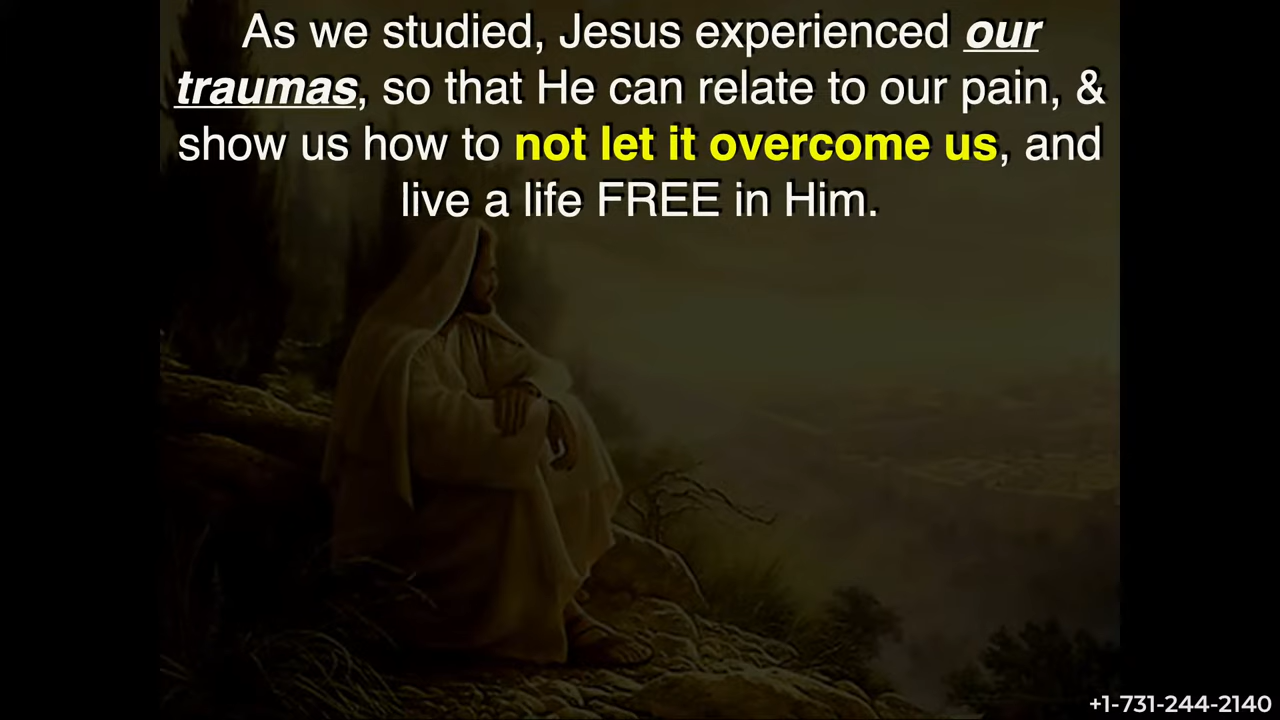 As we studied, Jesus experienced our
traumas, so that He can relate to our pain, &
show us how to not let it overcome us, and
live a life FREE in Him.
+1-731-244-2140